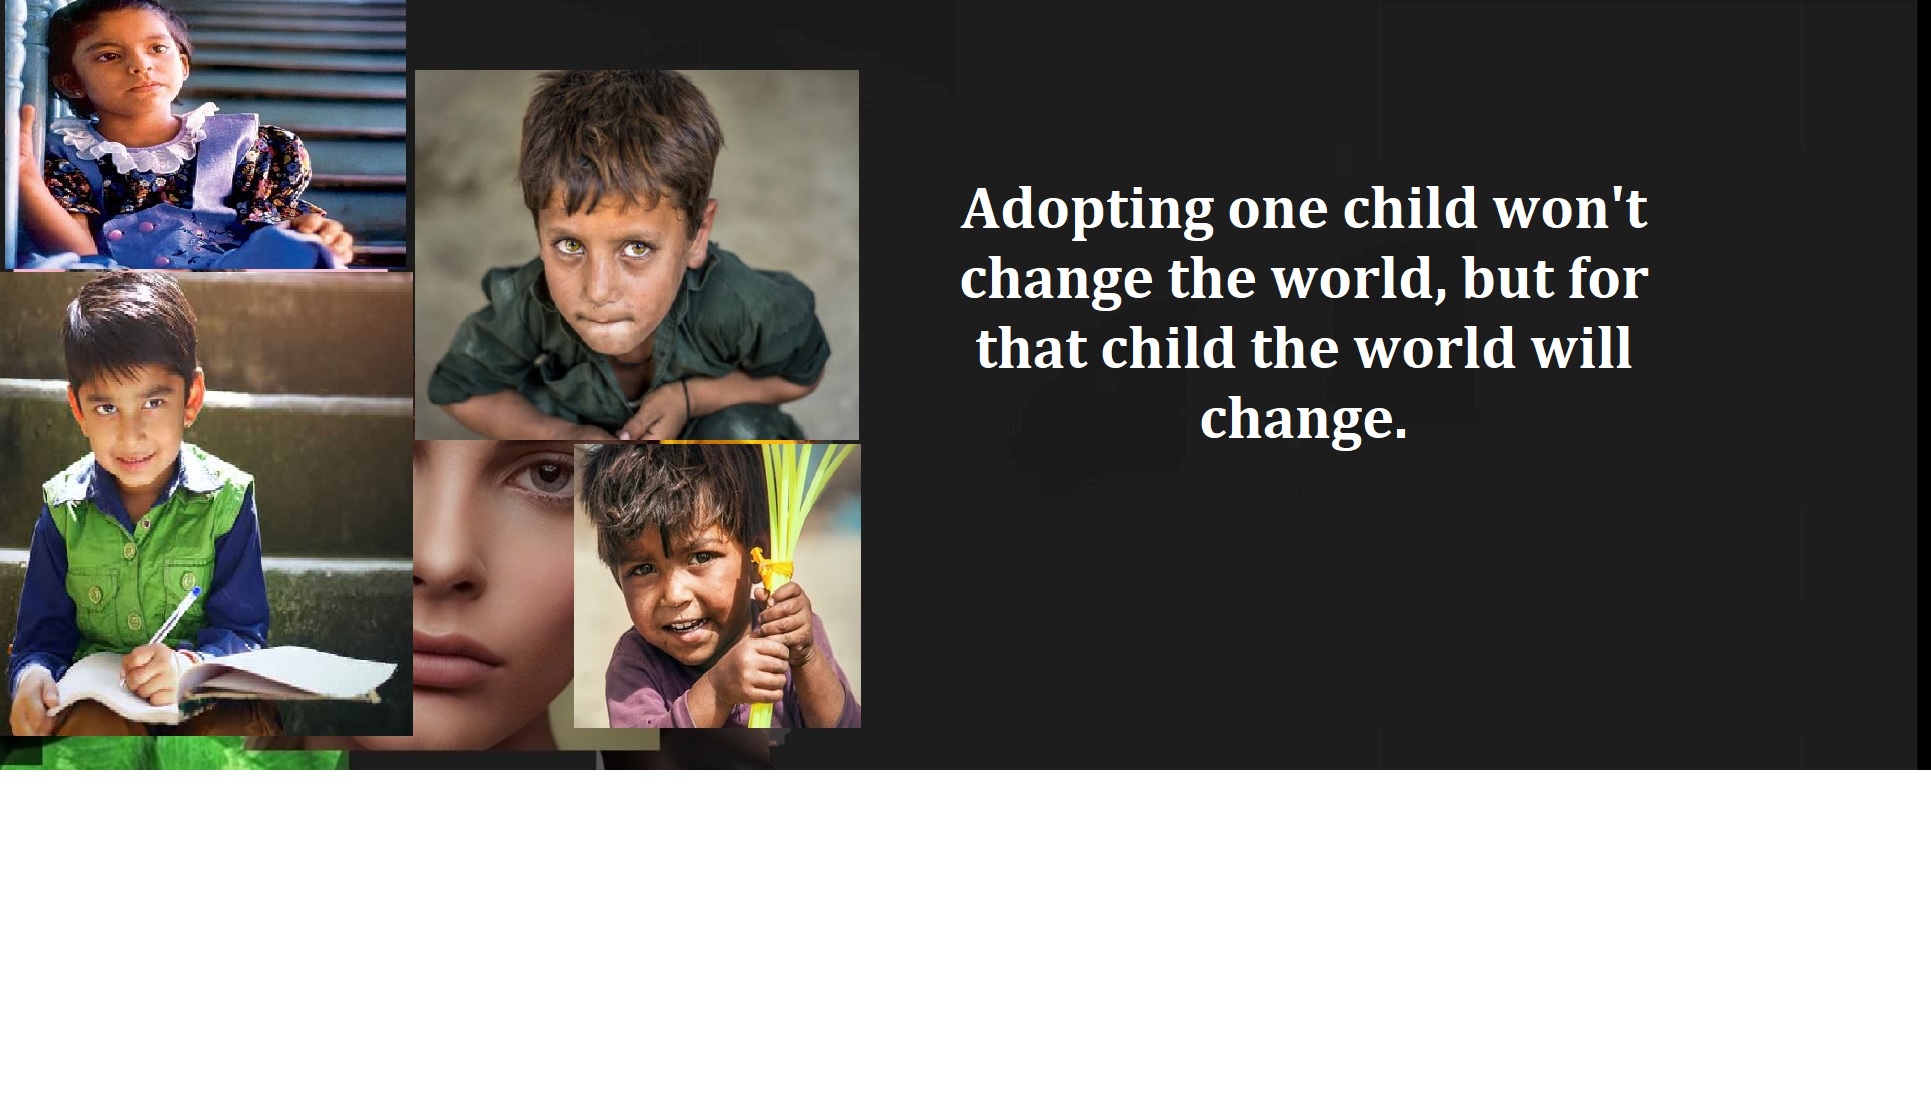 Adopting one child won't
change the world, but for
that child the world will
change.